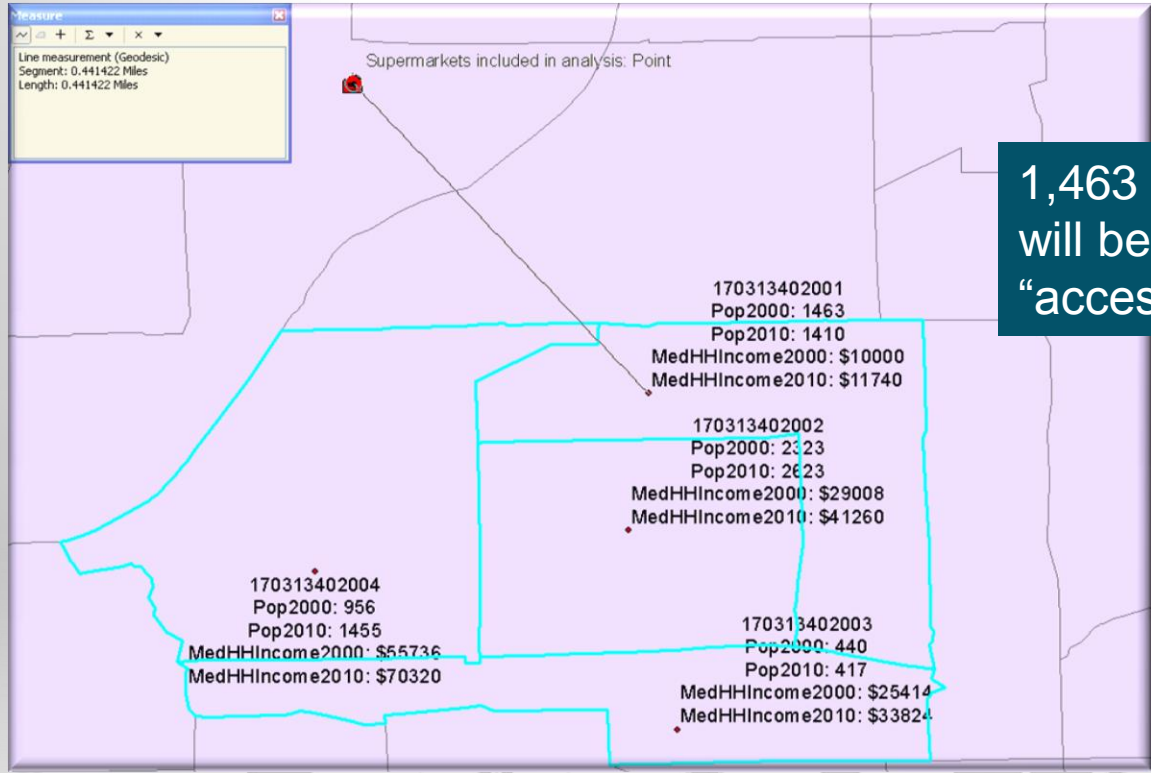 Measure
Line measurement (Geodesic)
Segment: 0.441422 Miles
Length: 0.441422 Miles
Supermarkets included in analysis: Point
1,463
will be
“acces
170313402001
Pop2000: 1463
Pop2010: 1410
MedHHIncome2000: $10000
MedHHIncome2010: $11740
170313402002
Pop2000: 2323
Pop2010: 2623
MedHHIncome2000: $29008
MedHHIncome2010: $41260
170313402004
Pop2000: 956
Pop2010: 1455
MedHHIncome2000: $55736
MedHHIncome2010: $70320
170313402003
Pop2000: 440
Pop2010: 417
MedHHIncome2000: $25414
MedHHIncome2010: $33824